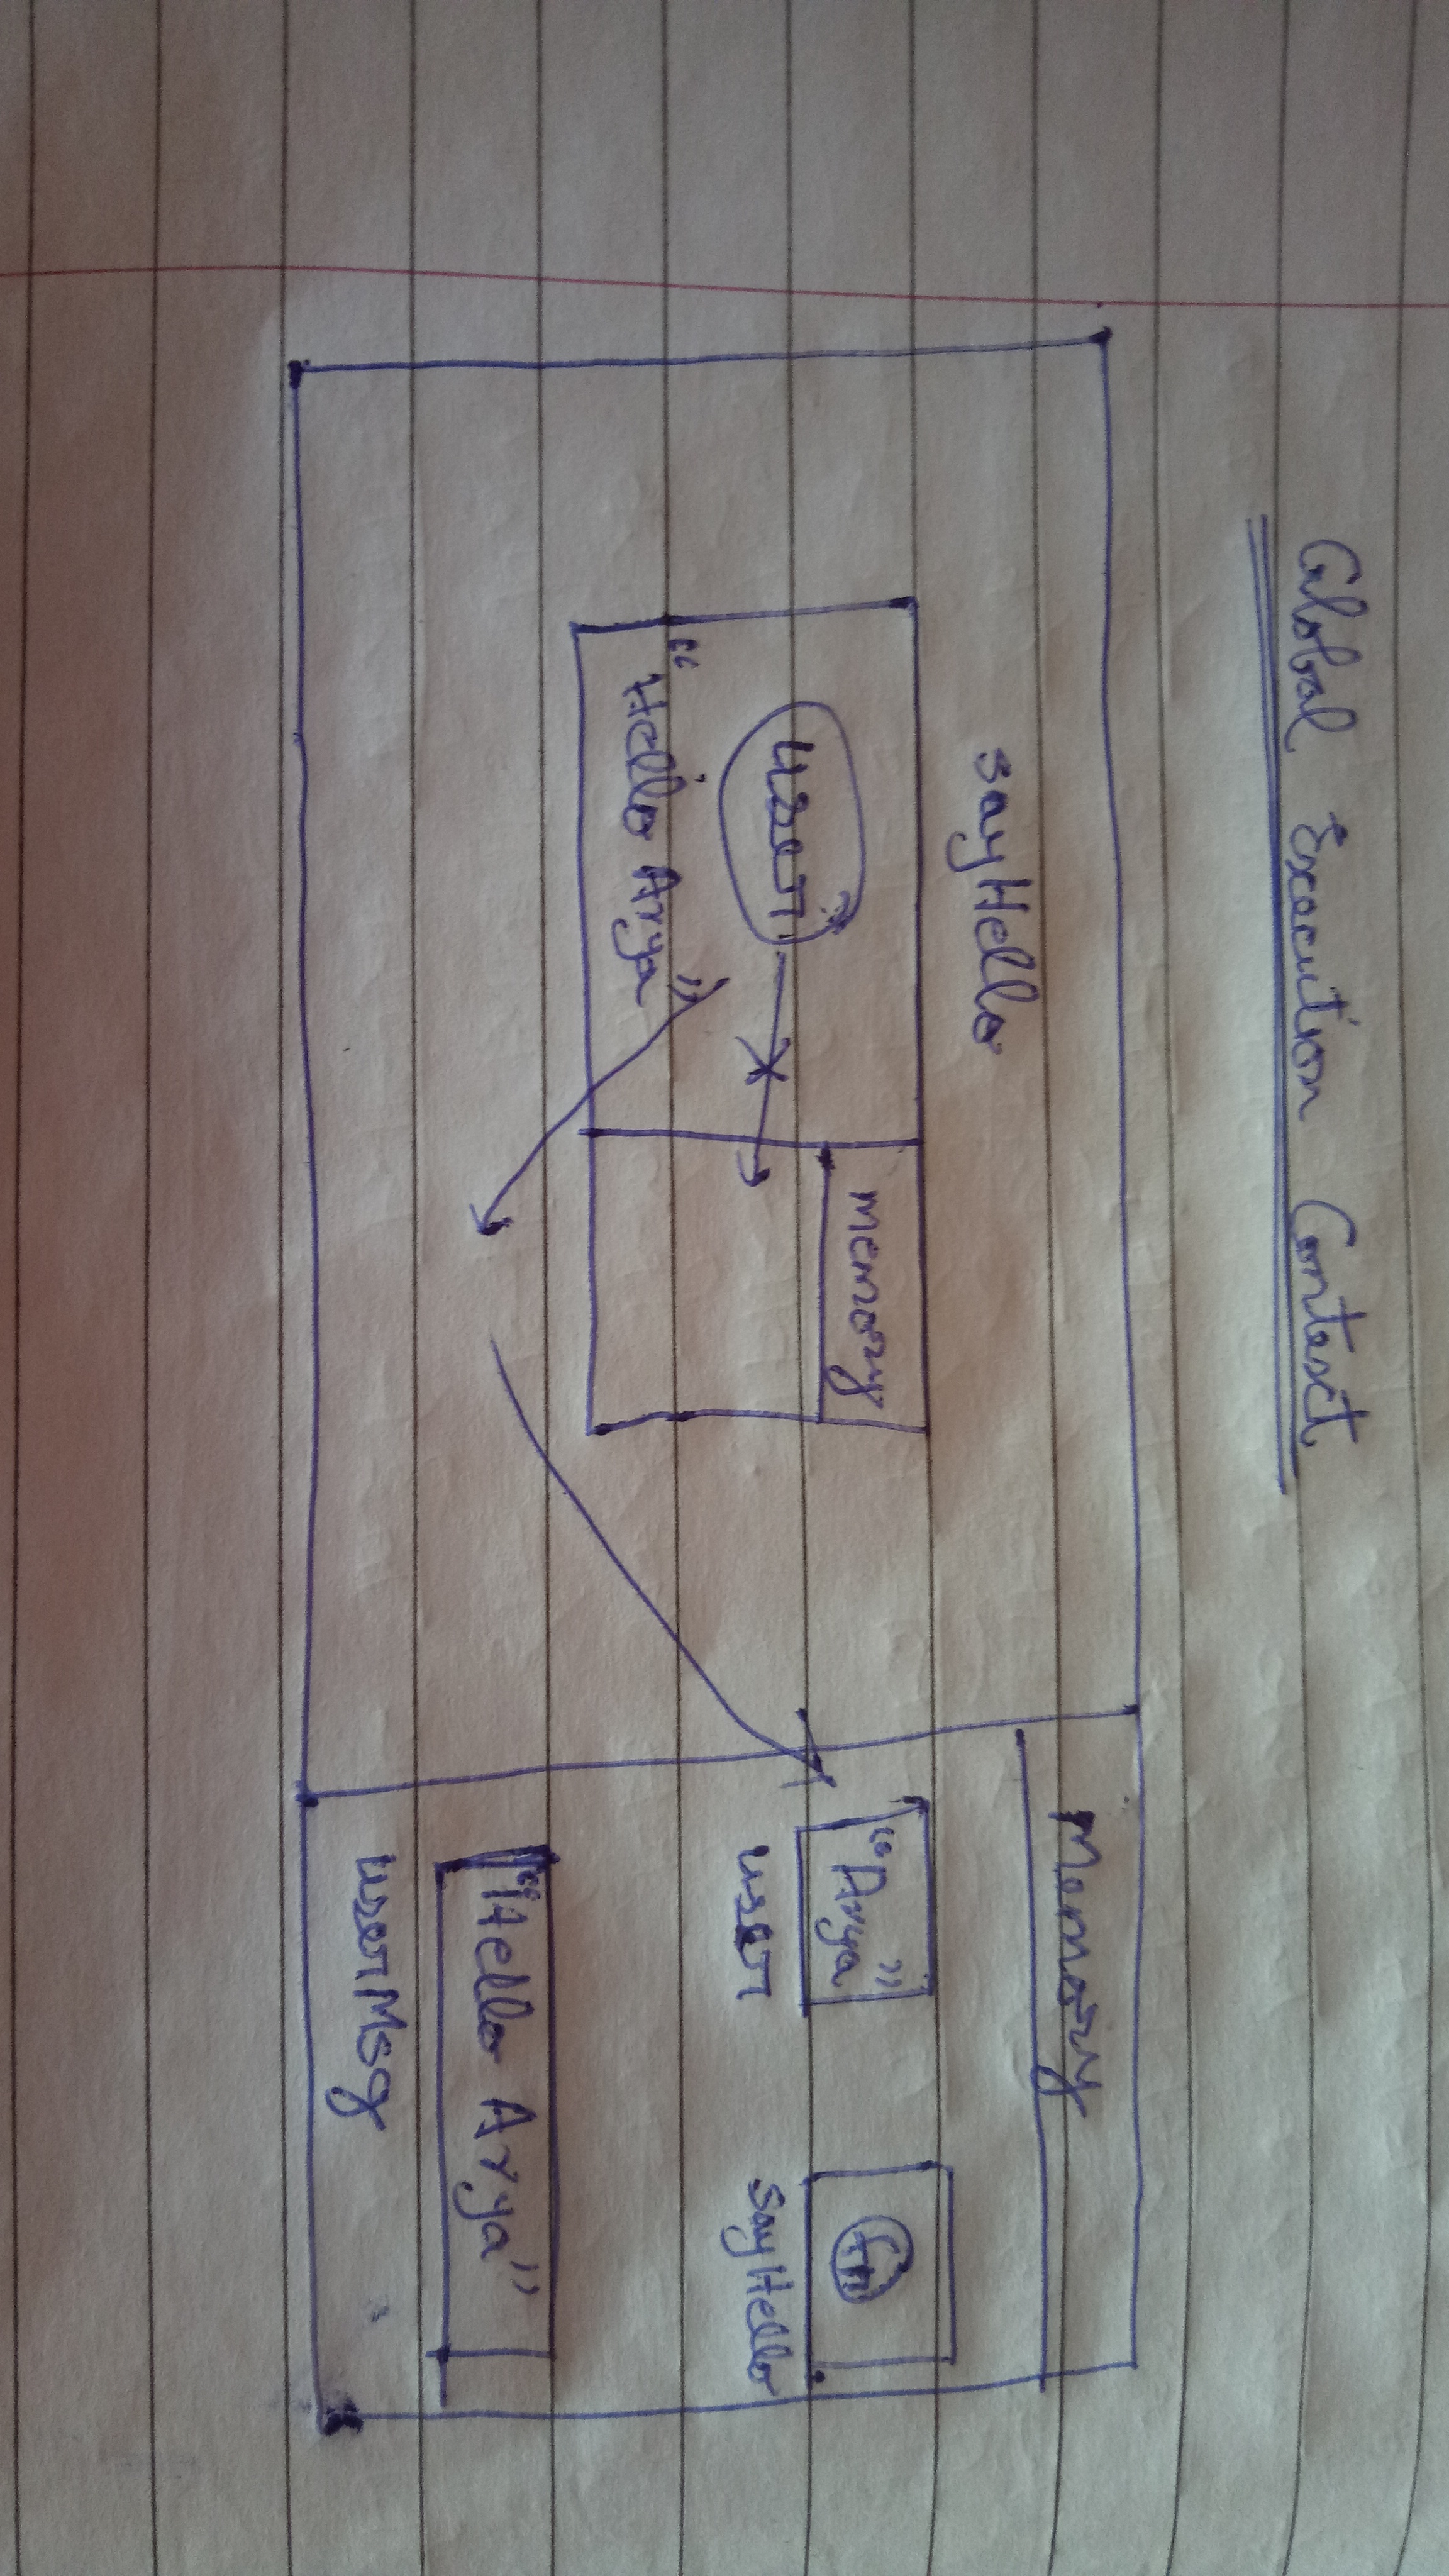 Global Execution Context
Memory
sayHello
memory
user
"Hello Arya"
"Arya"
user
fn
sayHello
"Hello Arya"
userMsg